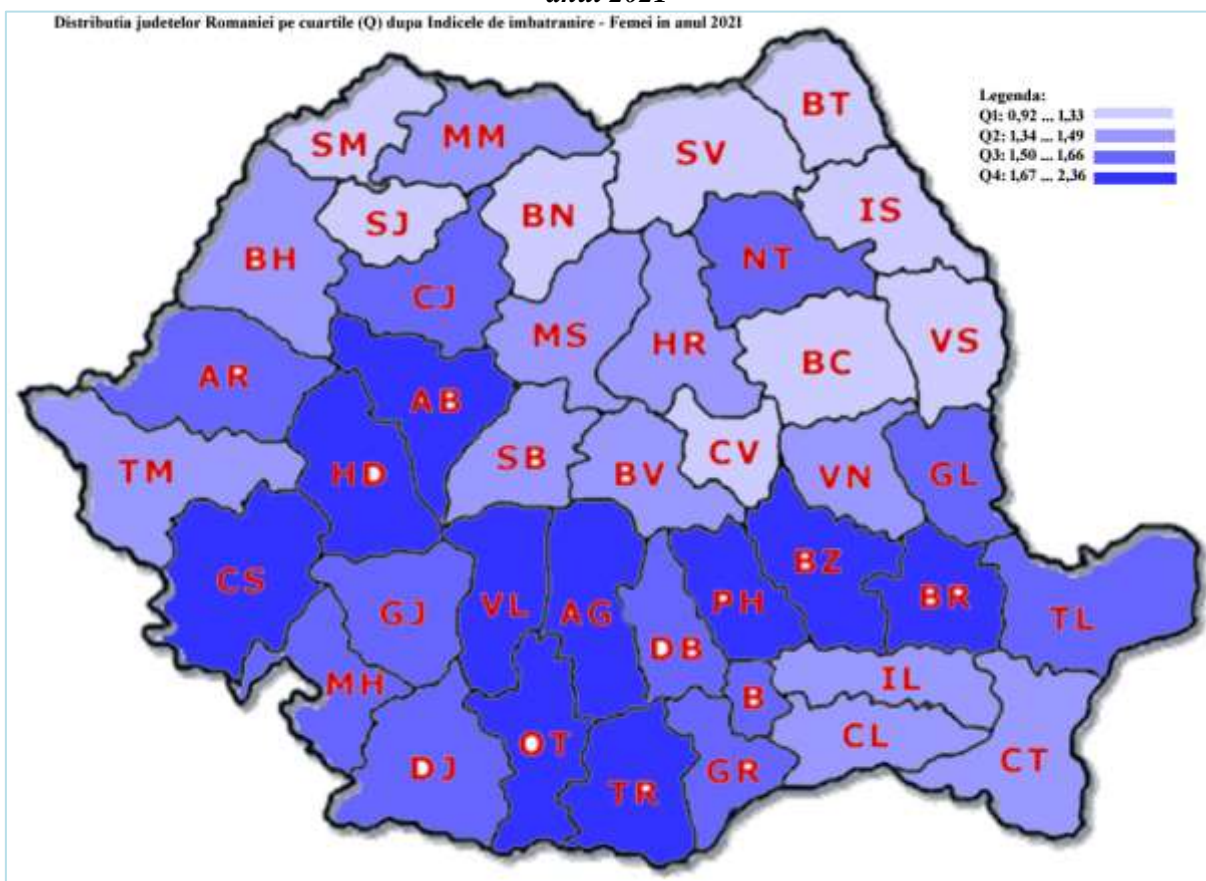 anul 2021
Distributia judetelor Romaniei pe cuartile (Q) dupa Indicele de imbatranire - Femei in anul 2021
Legenda:
Q1: 0,92 ... 1,33
Q2: 1,34 ... 1,49
Q3: 1,50 ... 1,66
Q4: 1,67 ... 2,36
BT
SM
MM
SV
SJ
BN
IS
BH
NT
CJ
MS
HR
VS
BC
AR
AB
TM
HD
SB
BV
CV
VN
GL
CS
GJ
VL
AG
PH
BZ
BR
TL
DB
MH
B
IL
OT
CL
DJ
TR
GR
CT